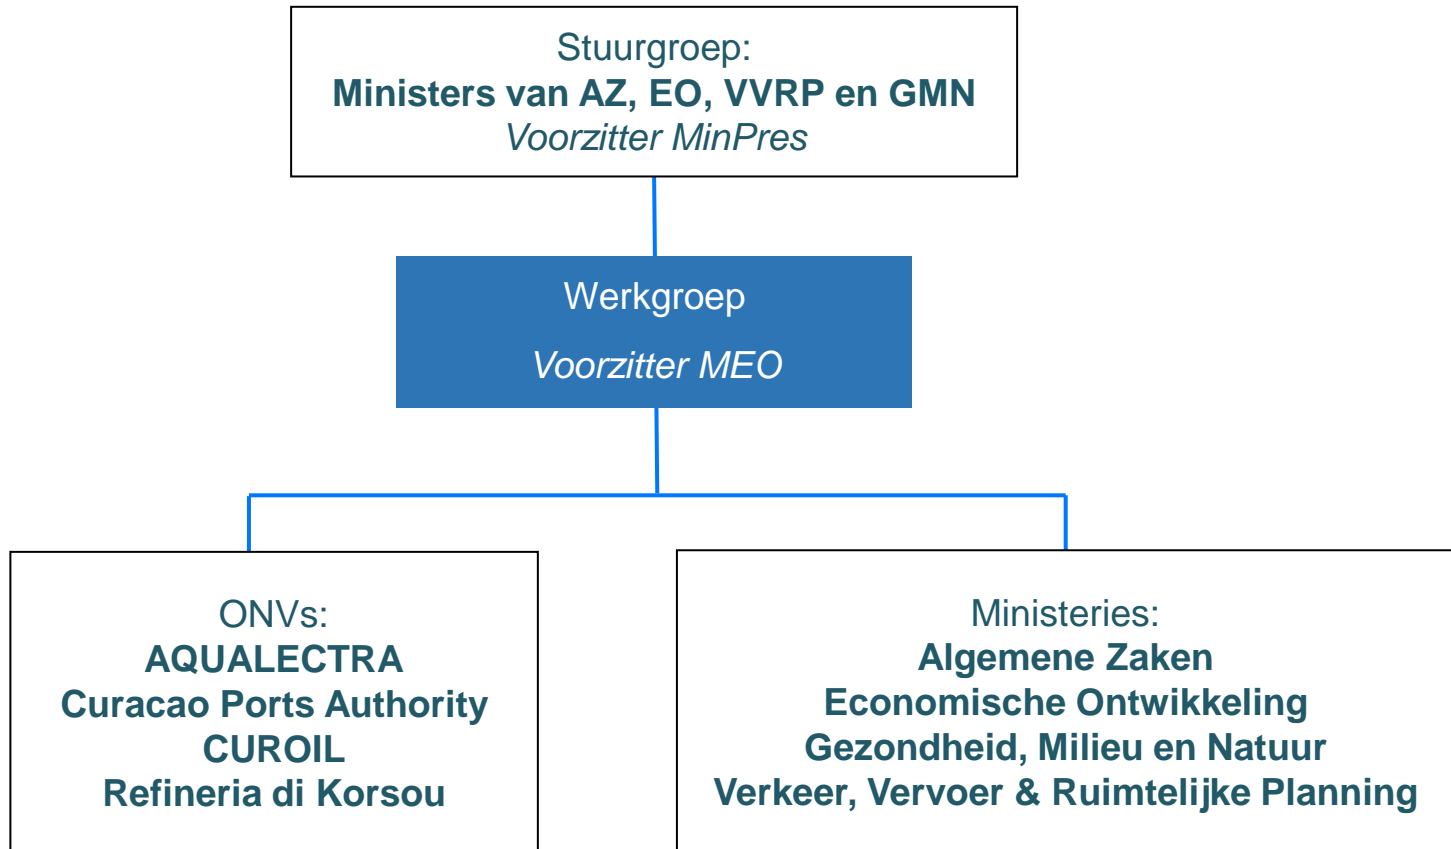 Stuurgroep:
Ministers van AZ, EO, VVRP en GMN
Voorzitter MinPres
Werkgroep
Voorzitter MEO
ONVs:
AQUALECTRA
Curacao Ports Authority
CUROIL
Refineria di Korsou
Ministeries:
Algemene Zaken
Economische Ontwikkeling
Gezondheid, Milieu en Natuur
Verkeer, Vervoer & Ruimtelijke Planning